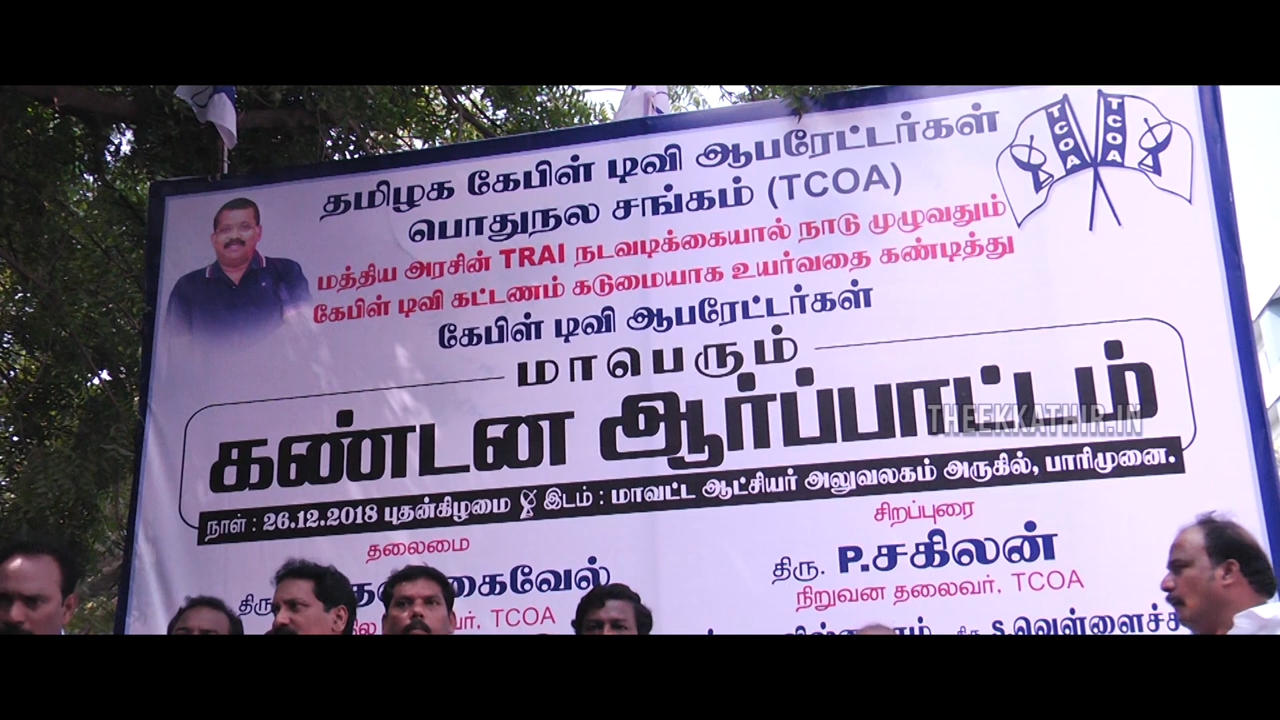 தமிழக கேபிள் டிவி ஆபரேட்டர்கள்
பொதுநல சங்கம் (TCOA)
TCOA TCOA
மத்திய அரசின் TRAI நடவடிக்கையால் நாடு முழுவதும்
கேபிள் டிவி கட்டணம் கடுமையாக உயர்வதை கண்டித்து
கேபிள் டிவி ஆபரேட்டர்கள்
மாபெரும்
கண்டன ஆர்ப்பாட்டம்
THEEKKATHIR.IN
நாள் : 26.12.2018 புதன்கிழமை இடம் : மாவட்ட ஆட்சியர் அலுவலகம் அருகில், பாரிமுனை.
தலைமை
சிறப்புரை
திரு. P.சகிலன்
நிறுவன தலைவர், TCOA
திரு
TCOA
S.